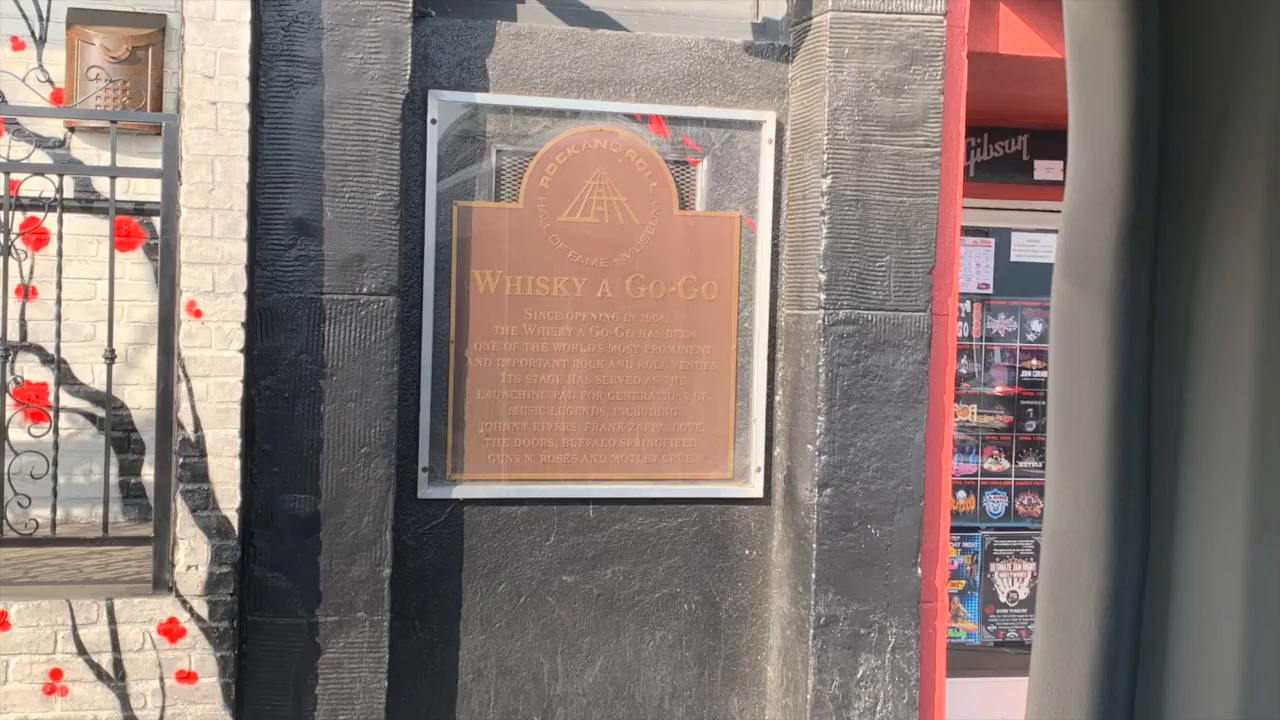 ROCK AND ROLL
HALL OF FAME + MUSEUM
WHISKY A GO-GO
SINCE OPENING IN 1964,
THE WHISKY A GO-GO HAS BEEN
ONE OF THE WORLD'S MOST PROMINENT
AND IMPORTANT ROCK AND ROLL VENUES.
ITS STAGE HAS SERVED AS THE
LAUNCHING PAD FOR GENERATIONS OF
MUSIC LEGENDS, INCLUDING
JOHNNY RIVERS, FRANK ZAPPA, LOVE,
THE DOORS, BUFFALO SPRINGFIELD,
GUNS N' ROSES AND MÖTLEY CRÜE.
Gibson
ULTIMATE JAM NIGHT